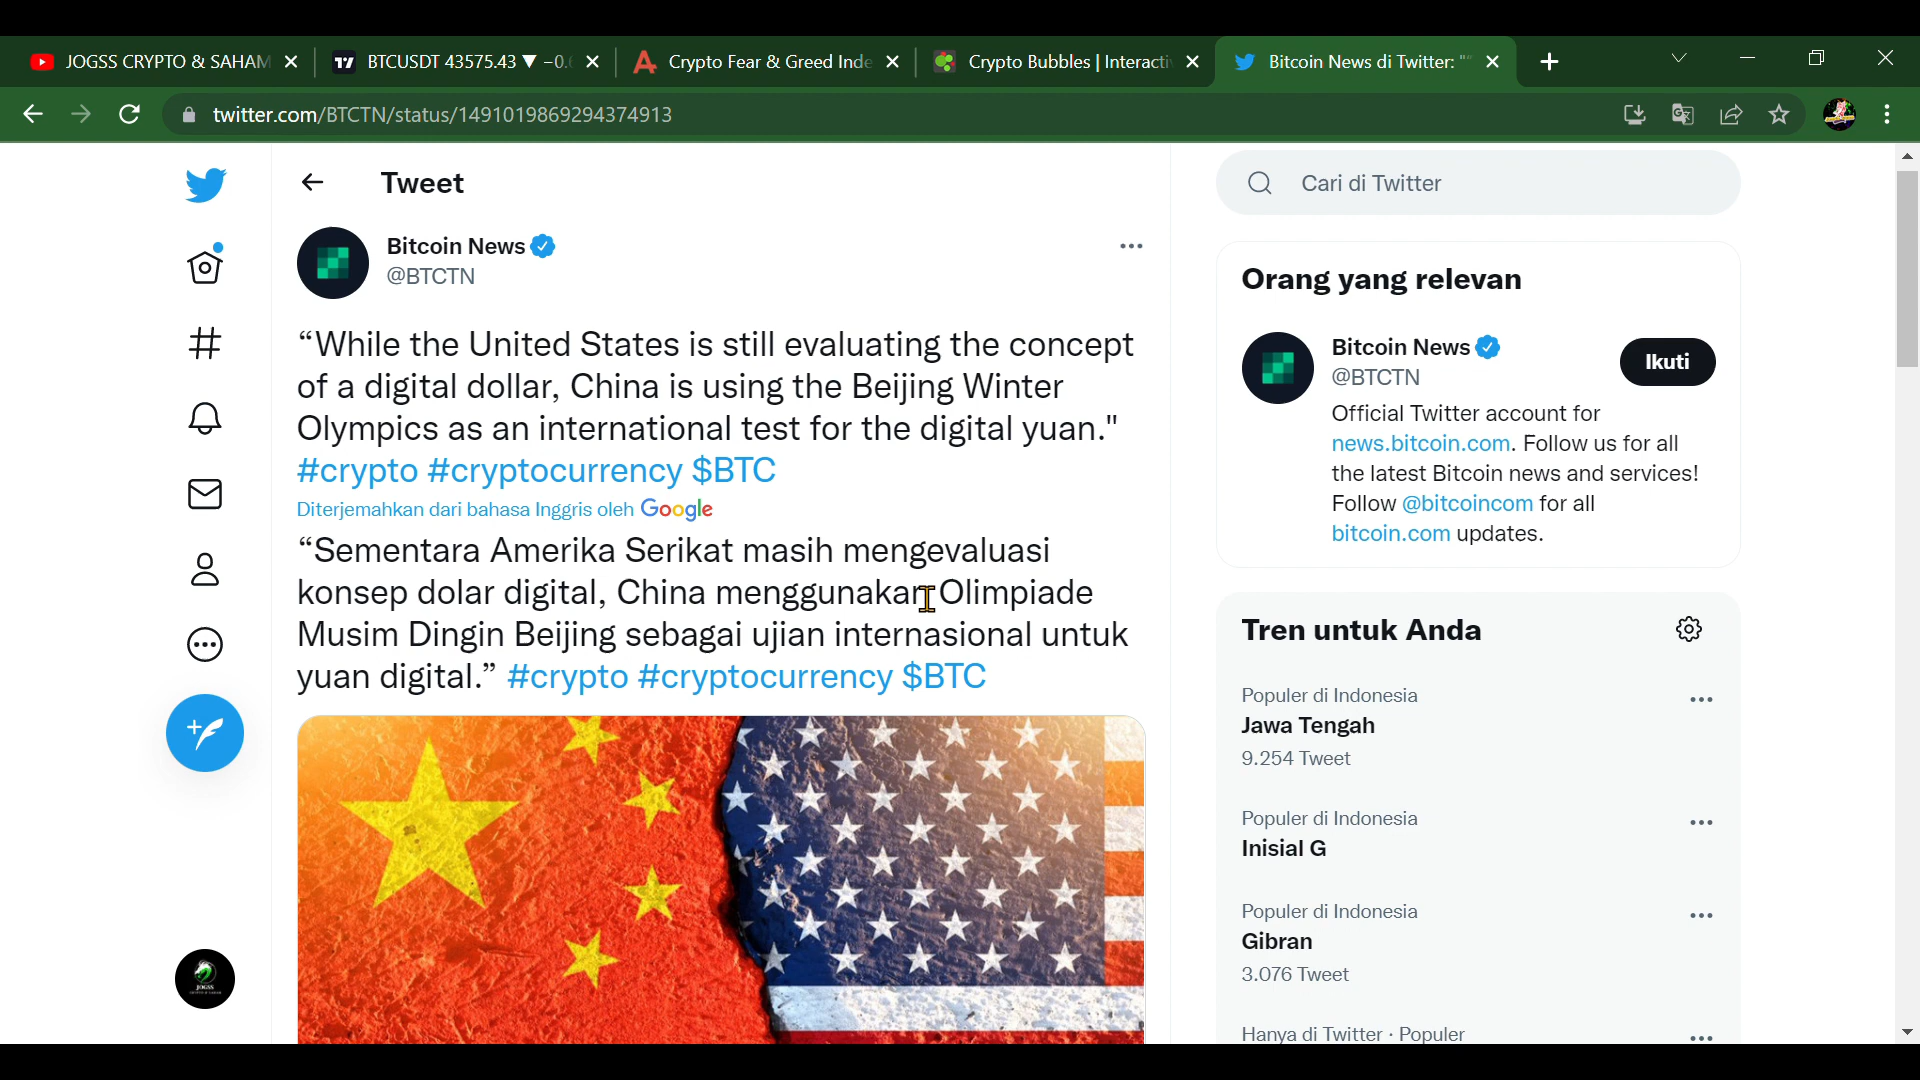 JOGSS CRYPTO & SAHAM
BTCUSDT 43575.43 ▼ −0.
Crypto Fear & Greed Inde
Crypto Bubbles | Interacti
Bitcoin News di Twitter: "
twitter.com/BTCTN/status/1491019869294374913
Tweet
Cari di Twitter
Bitcoin News
@BTCTN
“While the United States is still evaluating the concept
of a digital dollar, China is using the Beijing Winter
Olympics as an international test for the digital yuan."
#crypto #cryptocurrency $BTC
Diterjemahkan dari bahasa Inggris oleh Google
“Sementara Amerika Serikat masih mengevaluasi
konsep dolar digital, China menggunakan Olimpiade
Musim Dingin Beijing sebagai ujian internasional untuk
yuan digital.” #crypto #cryptocurrency $BTC
Orang yang relevan
Bitcoin News
@BTCTN
Ikuti
Official Twitter account for
news.bitcoin.com. Follow us for all
the latest Bitcoin news and services!
Follow @bitcoincom for all
bitcoin.com updates.
Tren untuk Anda
Populer di Indonesia
Jawa Tengah
9.254 Tweet
Populer di Indonesia
Inisial G
Populer di Indonesia
Gibran
3.076 Tweet
Hanya di Twitter · Populer
JOGSS